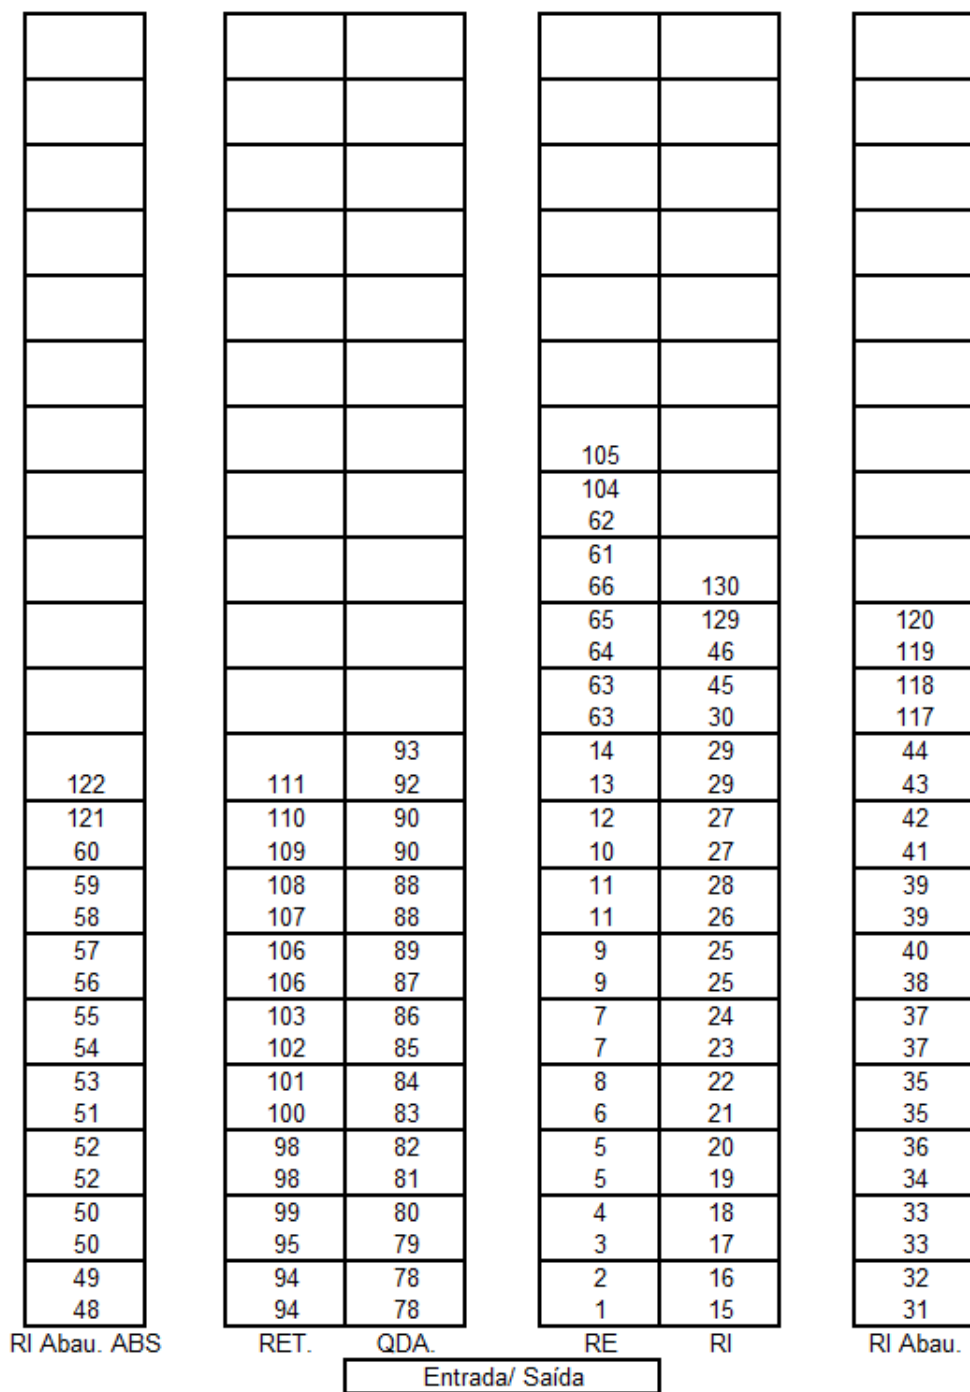 105
104
62
61
66 130
65 129 120
64 46 119
63 45 118
63 30 117
93 14 29 44
122 111 92 13 29 43
121 110 90 12 27 42
60 109 90 10 27 41
59 108 88 11 28 39
58 107 88 11 26 39
57 106 89 9 25 40
56 106 87 9 25 38
55 103 86 7 24 37
54 102 85 7 23 37
53 101 84 8 22 35
51 100 83 6 21 35
52 98 82 5 20 36
52 98 81 5 19 34
50 99 80 4 18 33
50 95 79 3 17 33
49 94 78 2 16 32
48 94 78 1 15 31
RI Abau. ABS RET. QDA. RE RI RI Abau.
Entrada/ Saída